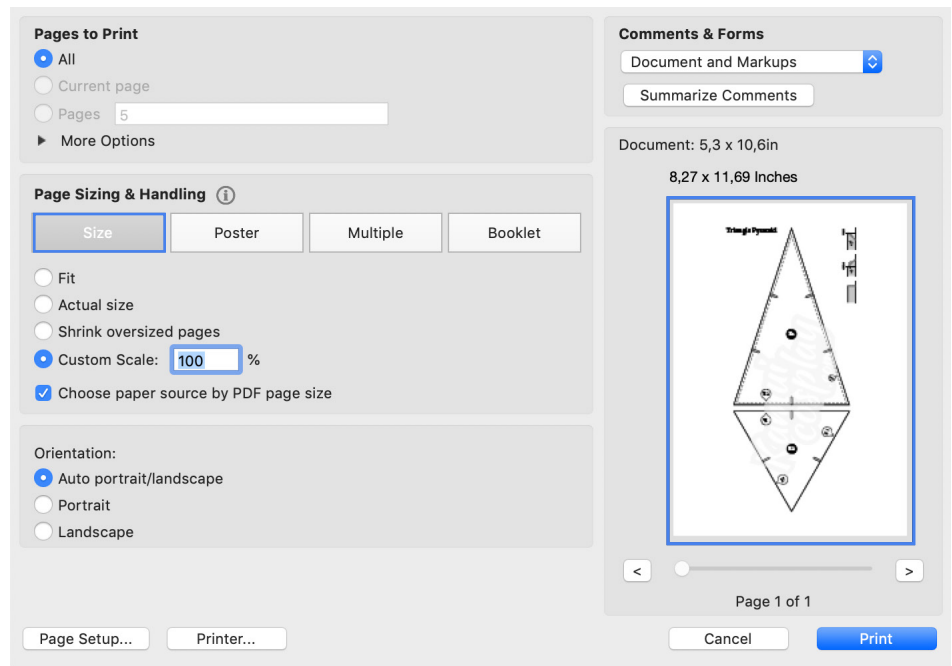 Pages to Print
All
Current page
Pages 5
More Options
Page Sizing & Handling
Size Poster Multiple Booklet
Fit
Actual size
Shrink oversized pages
Custom Scale: 100 %
Choose paper source by PDF page size
Orientation:
Auto portrait/landscape
Portrait
Landscape
Page Setup... Printer...
Comments & Forms
Document and Markups
Summarize Comments
Document: 5,3 x 10,6in
8,27 x 11,69 Inches
Triangle Pyramid
< >
Page 1 of 1
Cancel Print